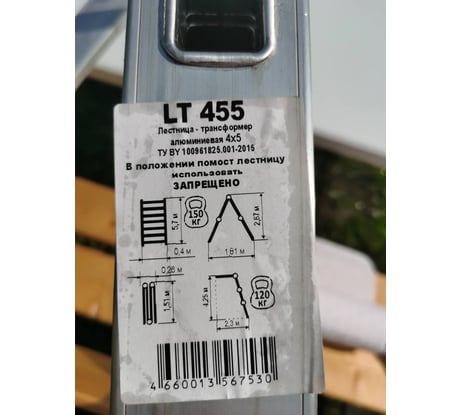 LT 455
Лестница - трансформер
алюминиевая 4х5
ТУ BY 100961825.001-2015
В положении помост лестницу
использовать
ЗАПРЕЩЕНО
5,7 м
150
КГ
2,67 м
0,4 м
1,81 м
0,26 м
1,51 м
4,25 м
120
КГ
2,3 м
4 660013 567530